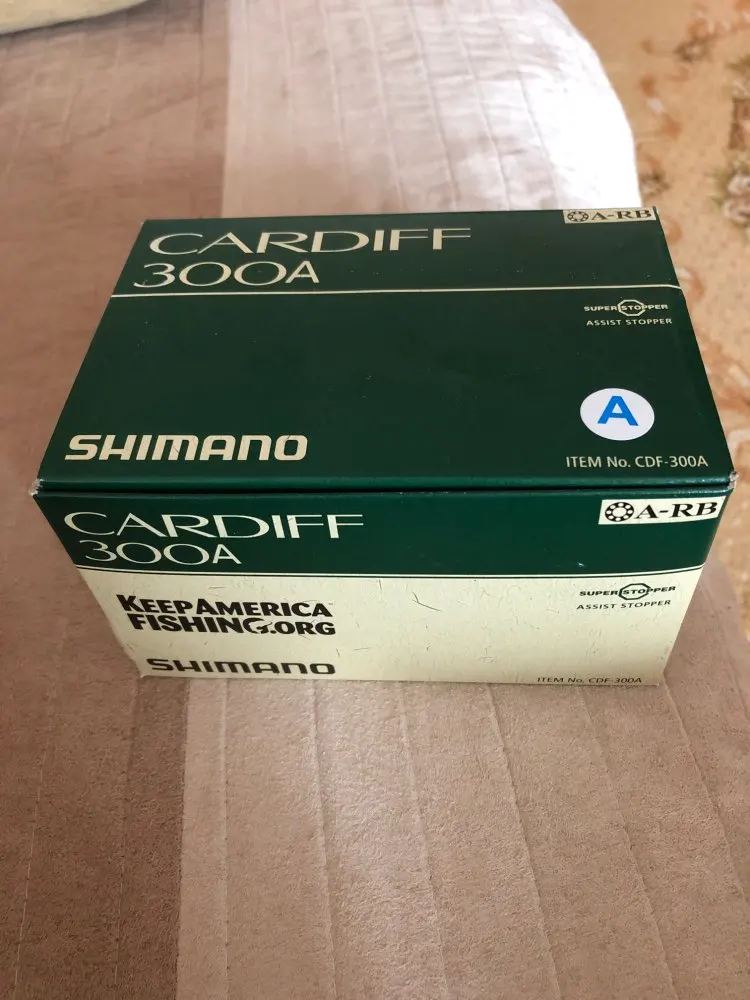 CARDIFF
300A
A-RB
SUPER STOPPER
ASSIST STOPPER
A
SHIMANO
ITEM No. CDF-300A
CARDIFF
300A
A-RB
KEEPAMERICA
FISHING.ORG
SUPER STOPPER
ASSIST STOPPER
SHIMANO
ITEM No. CDF-300A